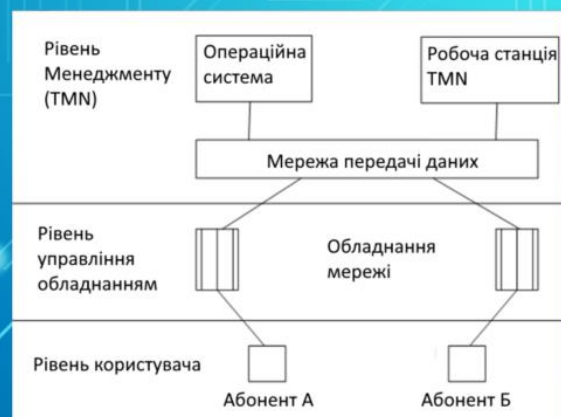 Рівень
Менеджменту
(TMN)
Операційна
система
Робоча станція
TMN
Мережа передачі даних
Рівень
управління
обладнанням
Обладнання
мережі
Рівень користувача
Абонент А
Абонент Б